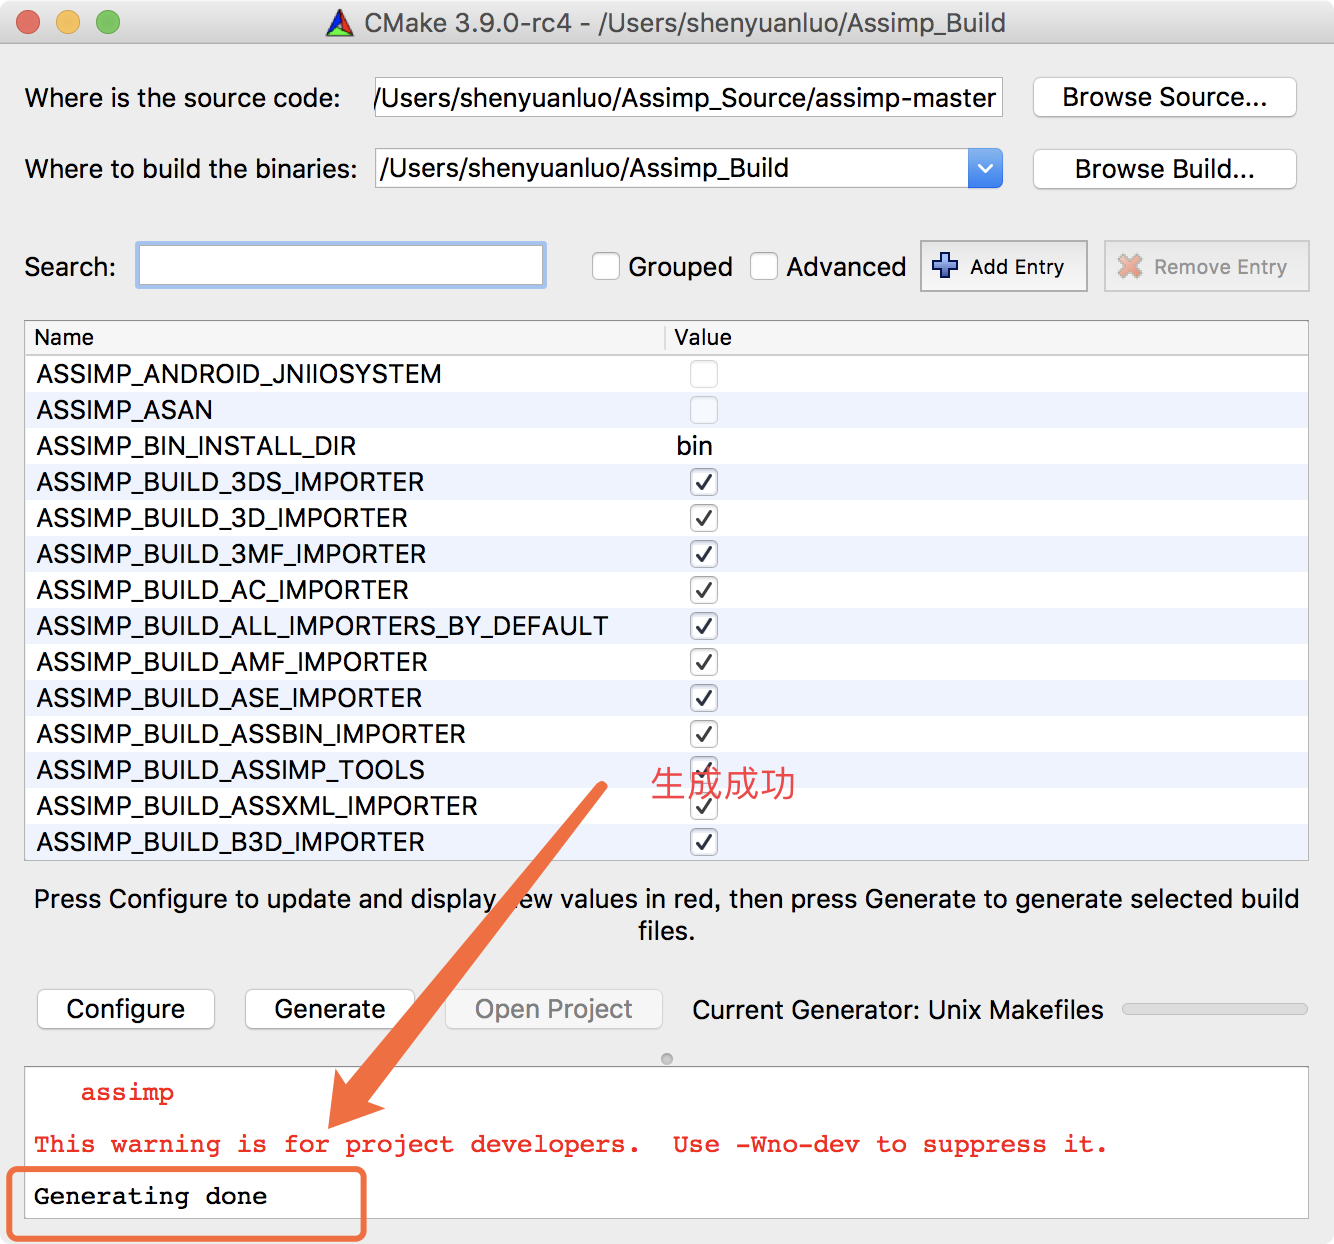 CMake 3.9.0-rc4 - /Users/shenyuanluo/Assimp_Build
Where is the source code: /Users/shenyuanluo/Assimp_Source/assimp-master Browse Source...
Where to build the binaries: /Users/shenyuanluo/Assimp_Build Browse Build...
Search: Grouped Advanced Add Entry Remove Entry
Name Value
ASSIMP_ANDROID_JNIIOSYSTEM
ASSIMP_ASAN
ASSIMP_BIN_INSTALL_DIR bin
ASSIMP_BUILD_3DS_IMPORTER
ASSIMP_BUILD_3D_IMPORTER
ASSIMP_BUILD_3MF_IMPORTER
ASSIMP_BUILD_AC_IMPORTER
ASSIMP_BUILD_ALL_IMPORTERS_BY_DEFAULT
ASSIMP_BUILD_AMF_IMPORTER
ASSIMP_BUILD_ASE_IMPORTER
ASSIMP_BUILD_ASSBIN_IMPORTER
ASSIMP_BUILD_ASSIMP_TOOLS
生成成功
ASSIMP_BUILD_ASSXML_IMPORTER
ASSIMP_BUILD_B3D_IMPORTER
Press Configure to update and display new values in red, then press Generate to generate selected build
files.
Configure Generate Open Project Current Generator: Unix Makefiles
assimp
This warning is for project developers. Use -Wno-dev to suppress it.
Generating done